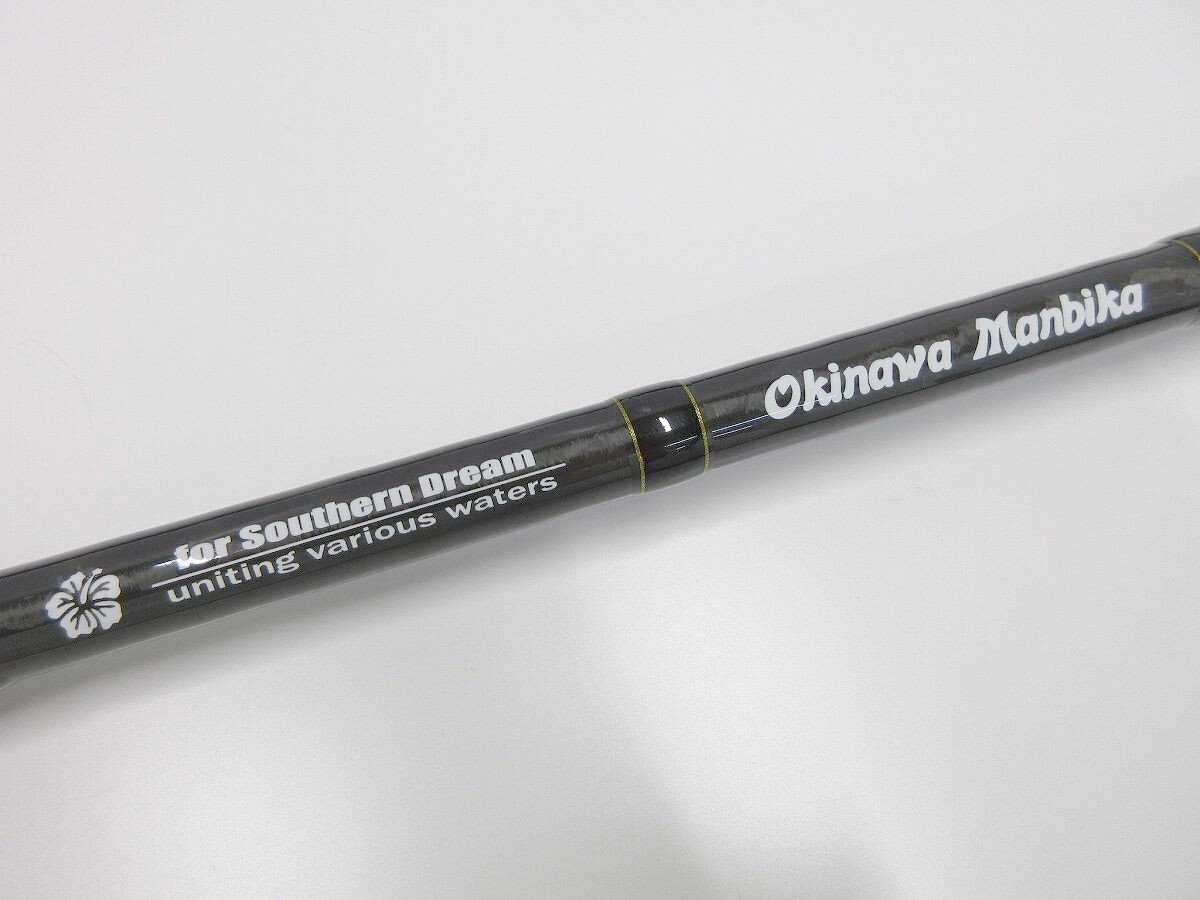 for Southern Dream
uniting various waters
Okinawa Manbika